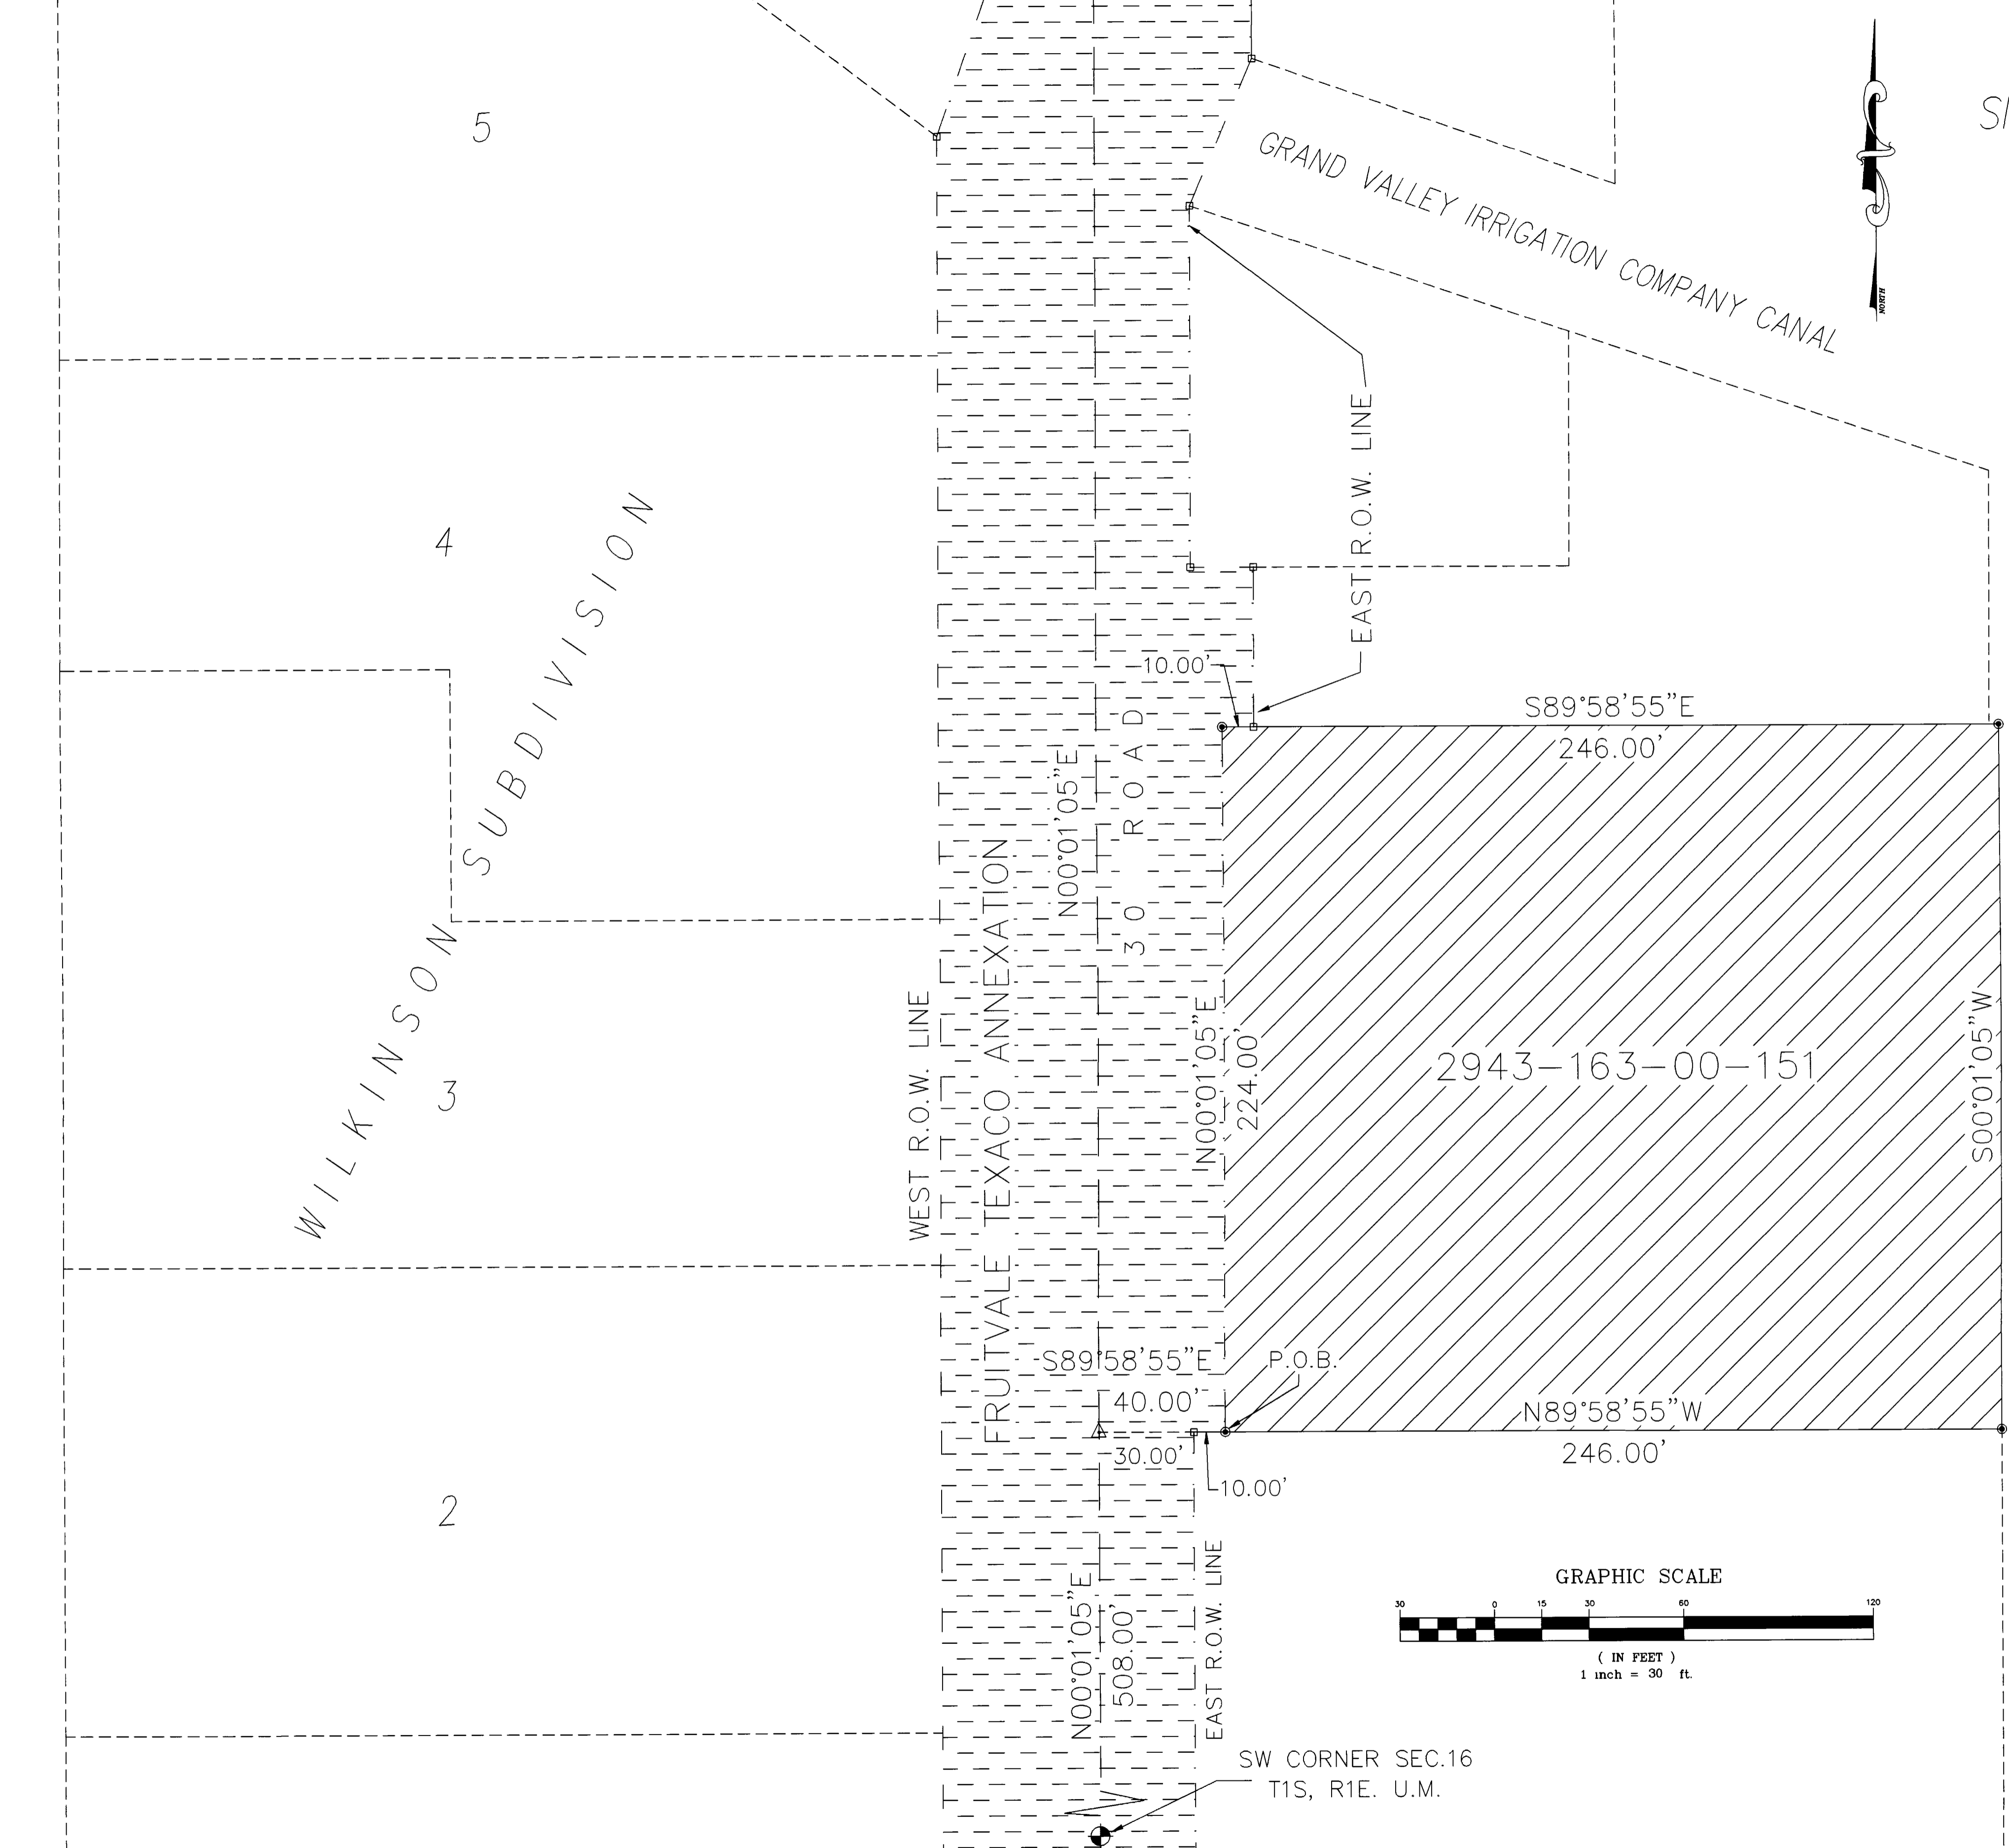 5
GRAND VALLEY IRRIGATION COMPANY CANAL
NORTH
EAST R.O.W. LINE
4
WILKINSON SUBDIVISION
10.00'
S89°58'55"E
246.00'
N00°01'05"E
30 ROAD
FRUITVALE TEXACO ANNEXATION
WEST R.O.W. LINE
N00°01'05"E
224.00'
2943-163-00-151
S00°01'05"W
3
S89°58'55"E
40.00'
P.O.B.
30.00'
10.00'
N89°58'55"W
246.00'
2
N00°01'05"E
508.00'
EAST R.O.W. LINE
GRAPHIC SCALE
30 0 15 30 60 120
( IN FEET )
1 inch = 30 ft.
SW CORNER SEC.16
T1S, R1E. U.M.